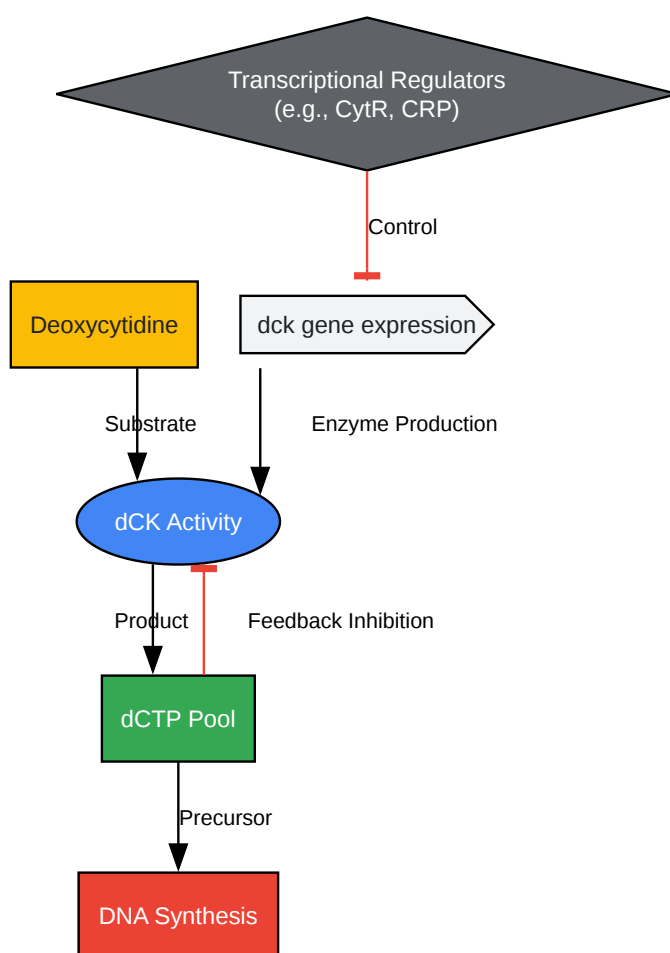 Transcriptional Regulators
(e.g., CytR, CRP)
Control
Deoxycytidine
dck gene expression
Substrate
Enzyme Production
dCK Activity
Product
Feedback Inhibition
dCTP Pool
Precursor
DNA Synthesis